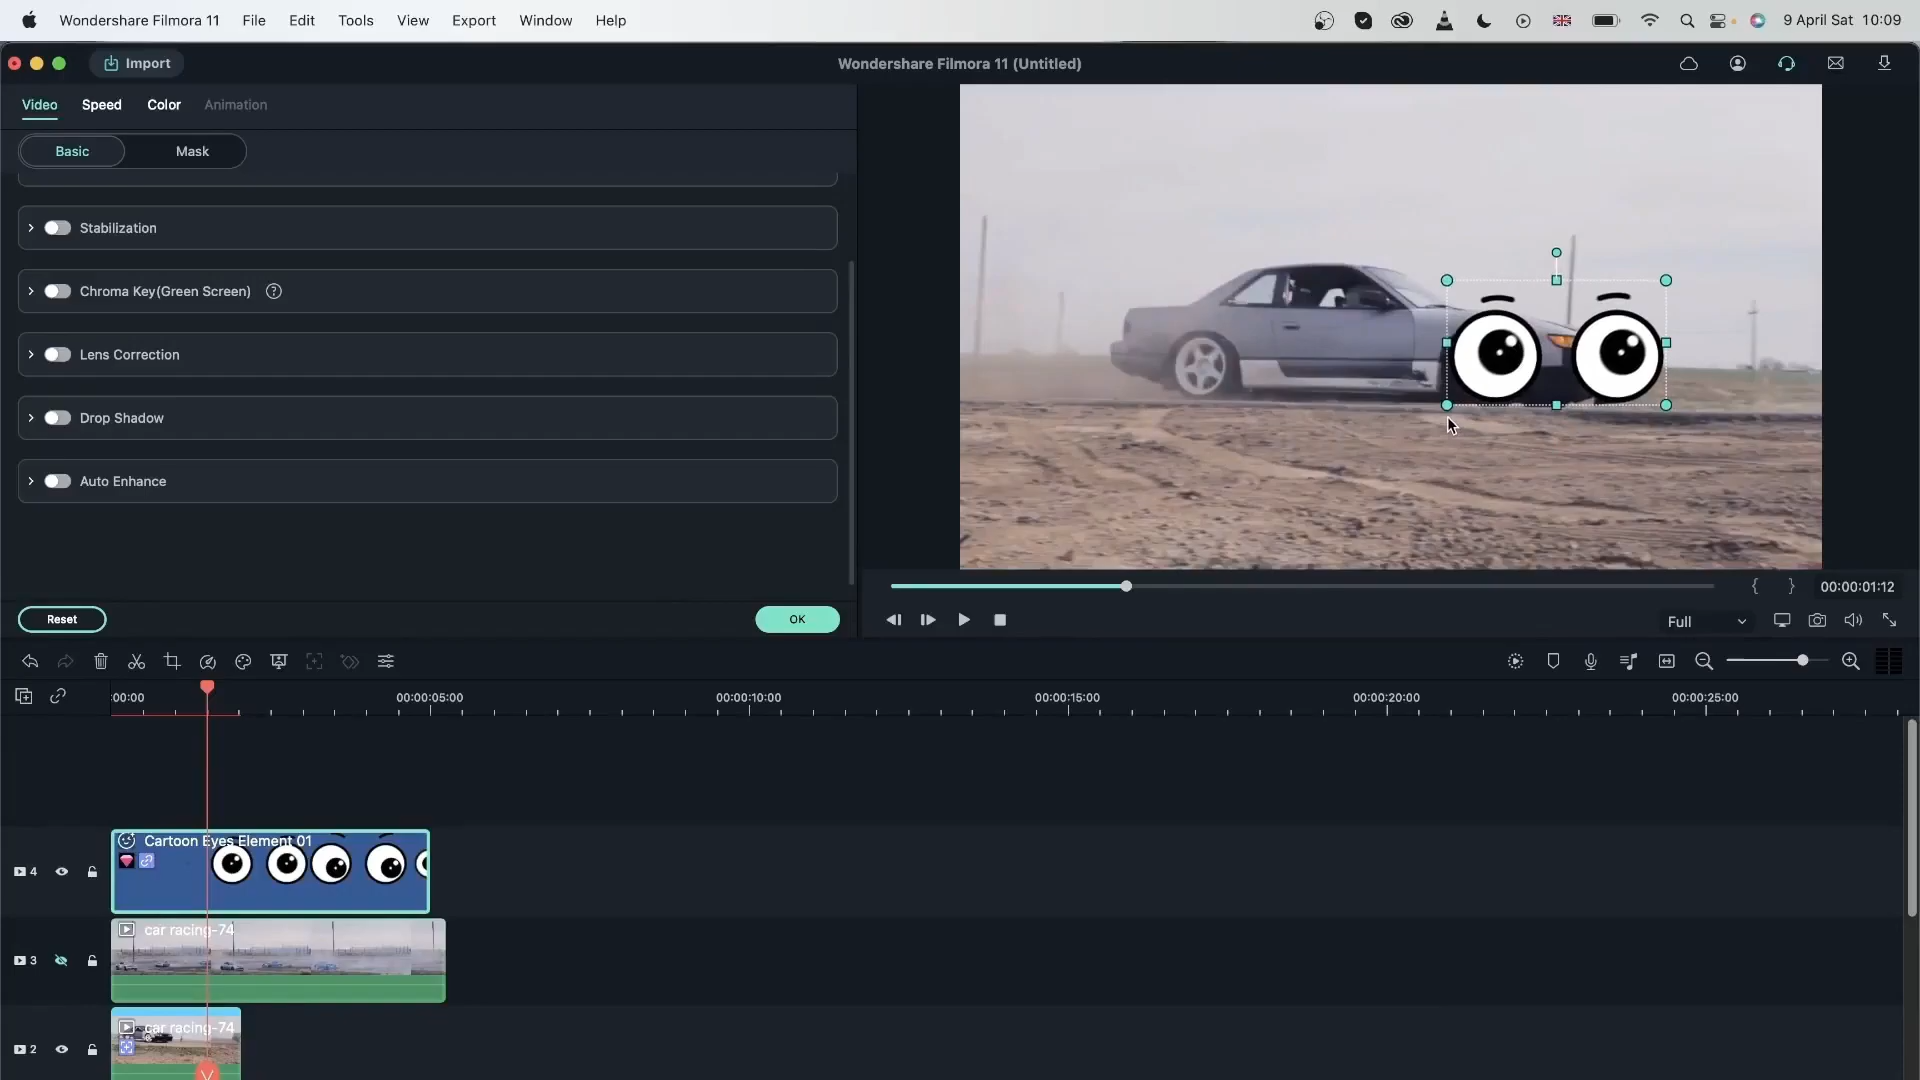 Wondershare Filmora 11 File Edit Tools View Export Window Help 9 April Sat 10:09
Import Wondershare Filmora 11 (Untitled)
Video Speed Color Animation
Basic Mask
Stabilization
Chroma Key(Green Screen) ?
Lens Correction
Drop Shadow
Auto Enhance
{ } 00:00:01:12
Reset OK Full
:00:00 00:00:05:00 00:00:10:00 00:00:15:00 00:00:20:00 00:00:25:00
Cartoon Eyes Element 01
4
car racing-74
3
car racing-74
2